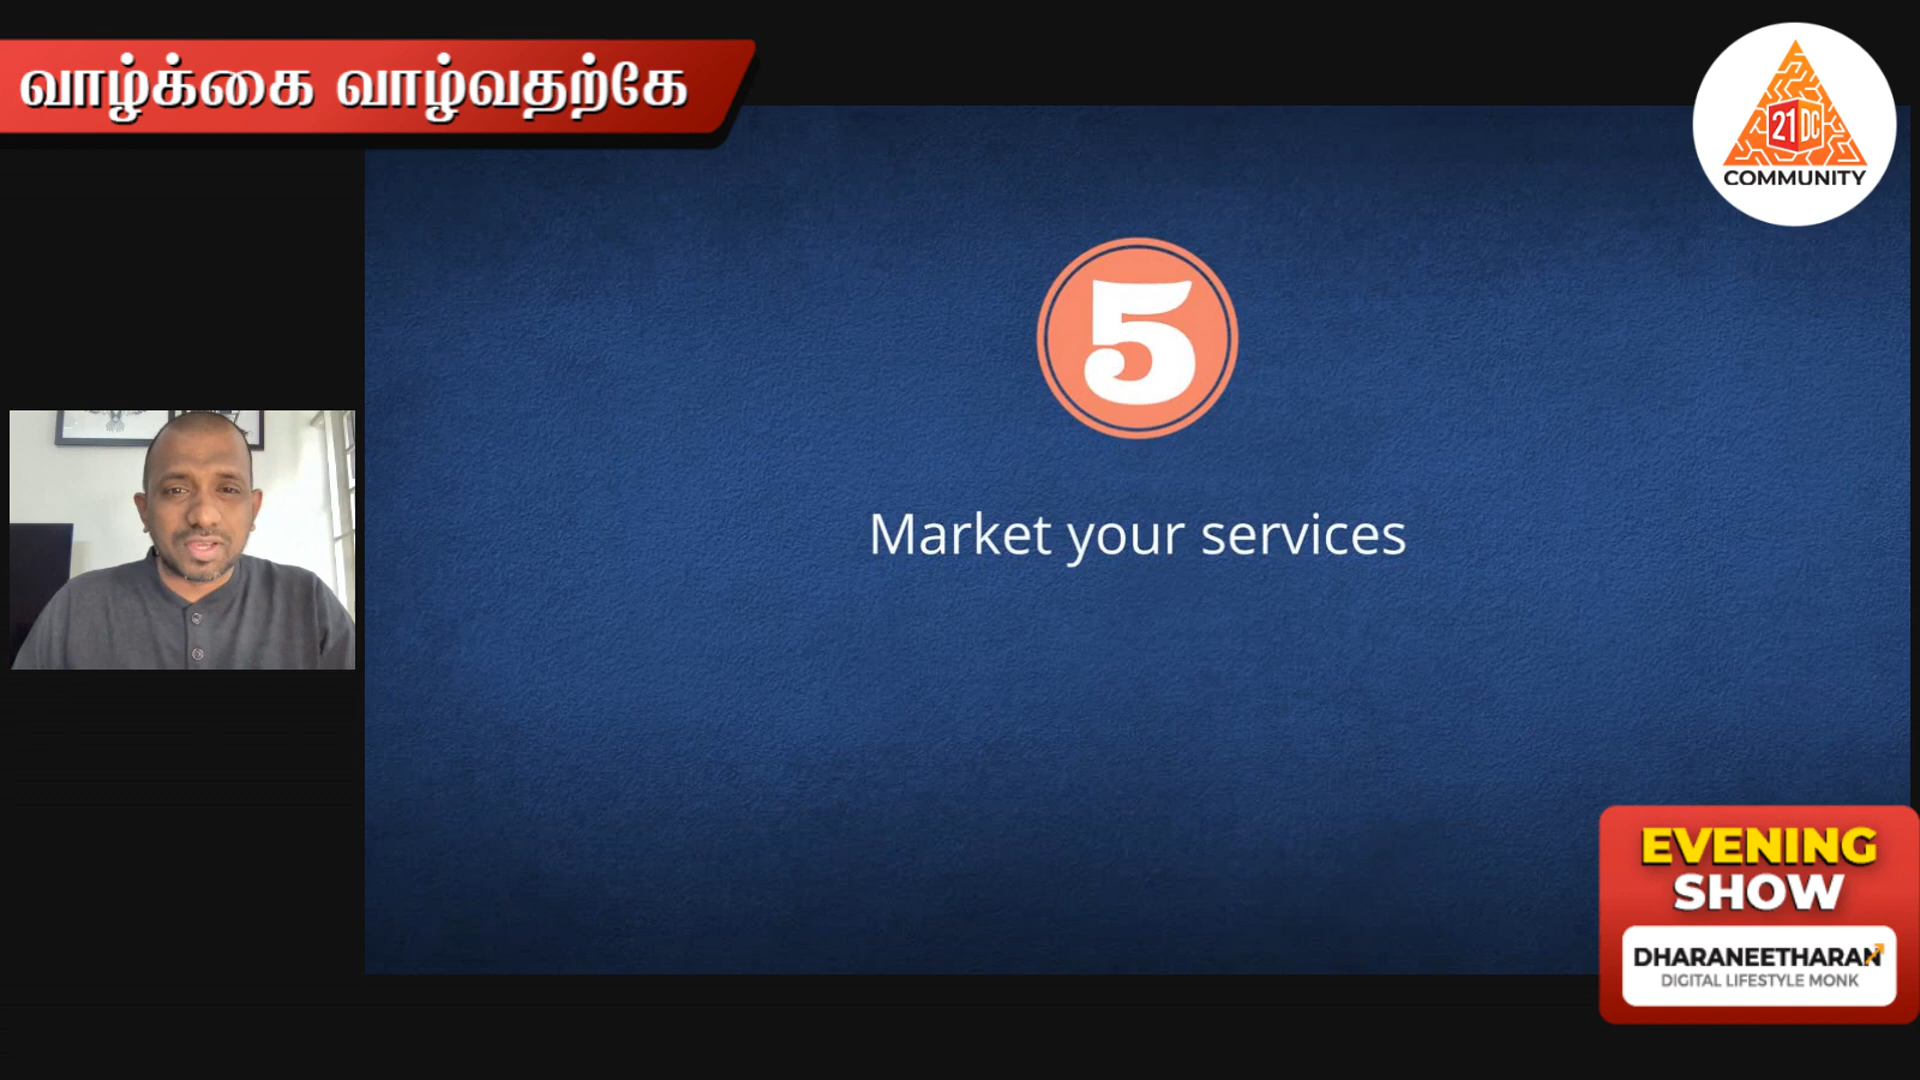 வாழ்க்கை வாழ்வதற்கே
21DC
COMMUNITY
5
Market your services
EVENING
SHOW
DHARANEETHARAN
DIGITAL LIFESTYLE MONK